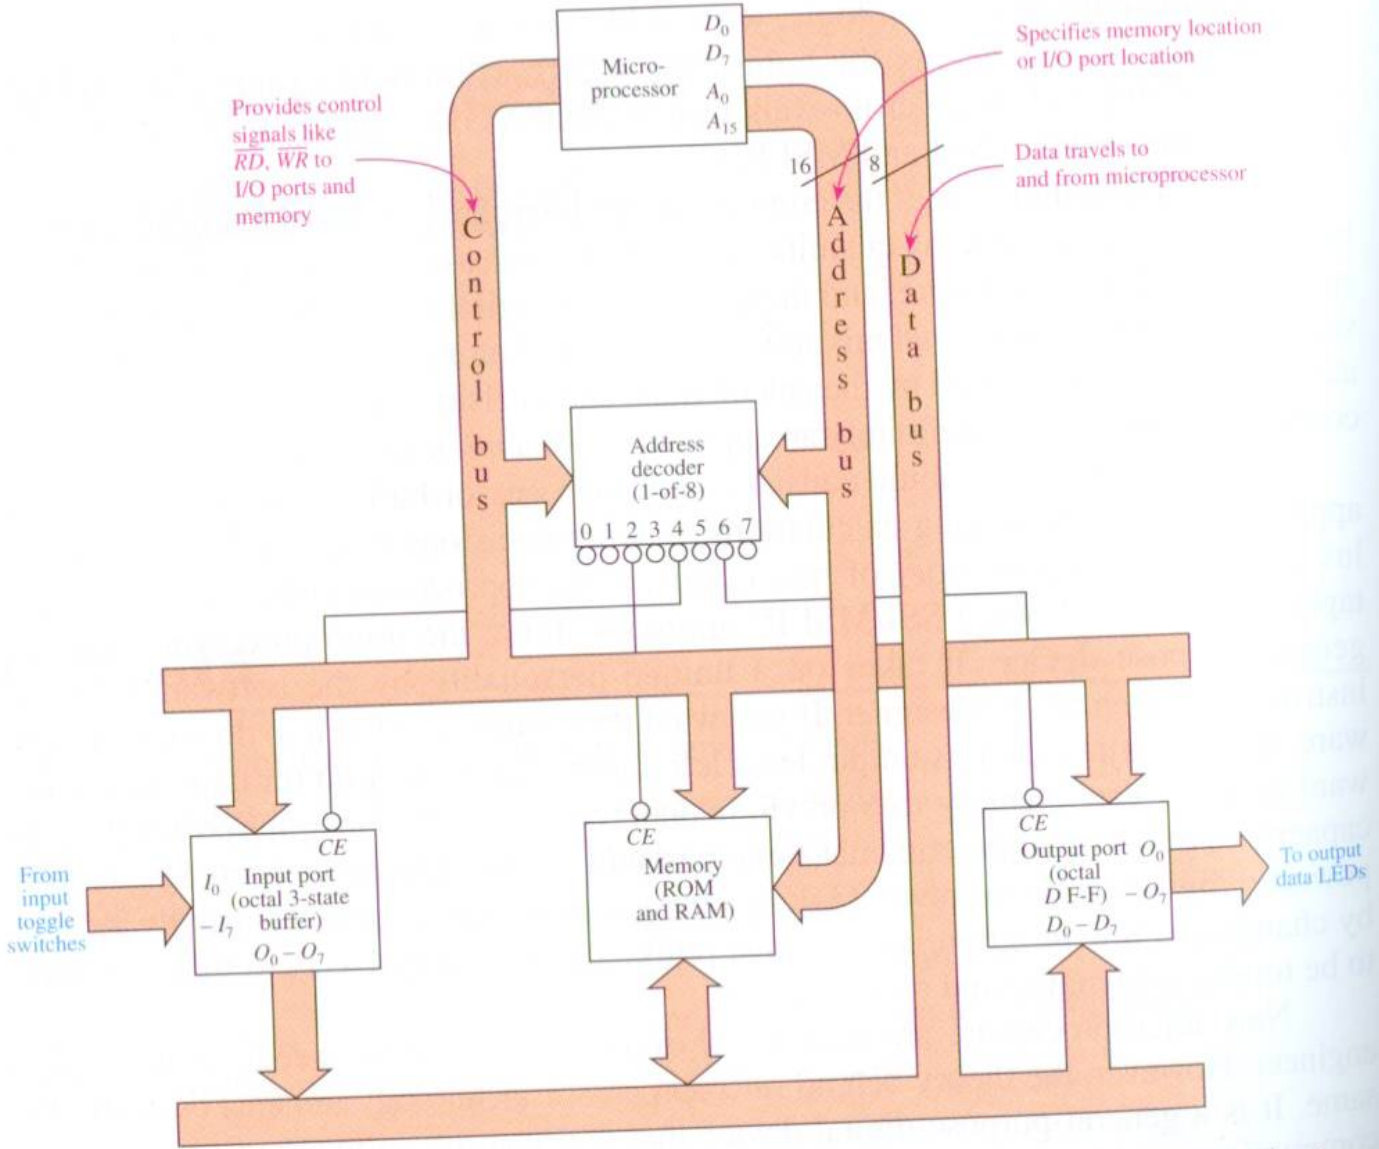 D0
D7
A0
A15
Micro-
processor
Specifies memory location
or I/O port location
Provides control
signals like
RD, WR to
I/O ports and
memory
16
8
Data travels to
and from microprocessor
Control bus
Address bus
Data bus
Address
decoder
(1-of-8)
0 1 2 3 4 5 6 7
From
input
toggle
switches
CE
I0
– I7
Input port
(octal 3-state
buffer)
O0 – O7
CE
Memory
(ROM
and RAM)
CE
Output port O0
(octal
D F-F) – O7
D0 – D7
To output
data LEDs